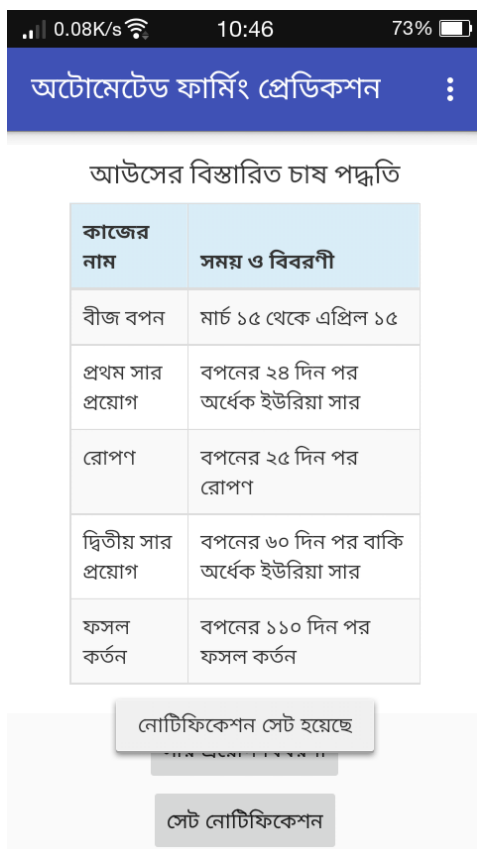 0.08K/s 10:46 73%
অটোমেটেড ফার্মিং প্রেডিকশন
আউসের বিস্তারিত চাষ পদ্ধতি
কাজের
নাম
সময় ও বিবরণী
বীজ বপন
মার্চ ১৫ থেকে এপ্রিল ১৫
প্রথম সার
প্রয়োগ
বপনের ২৪ দিন পর
অর্ধেক ইউরিয়া সার
রোপণ
বপনের ২৫ দিন পর
রোপণ
দ্বিতীয় সার
প্রয়োগ
বপনের ৬০ দিন পর বাকি
অর্ধেক ইউরিয়া সার
ফসল
কর্তন
বপনের ১১০ দিন পর
ফসল কর্তন
নোটিফিকেশন সেট হয়েছে
সেট নোটিফিকেশন